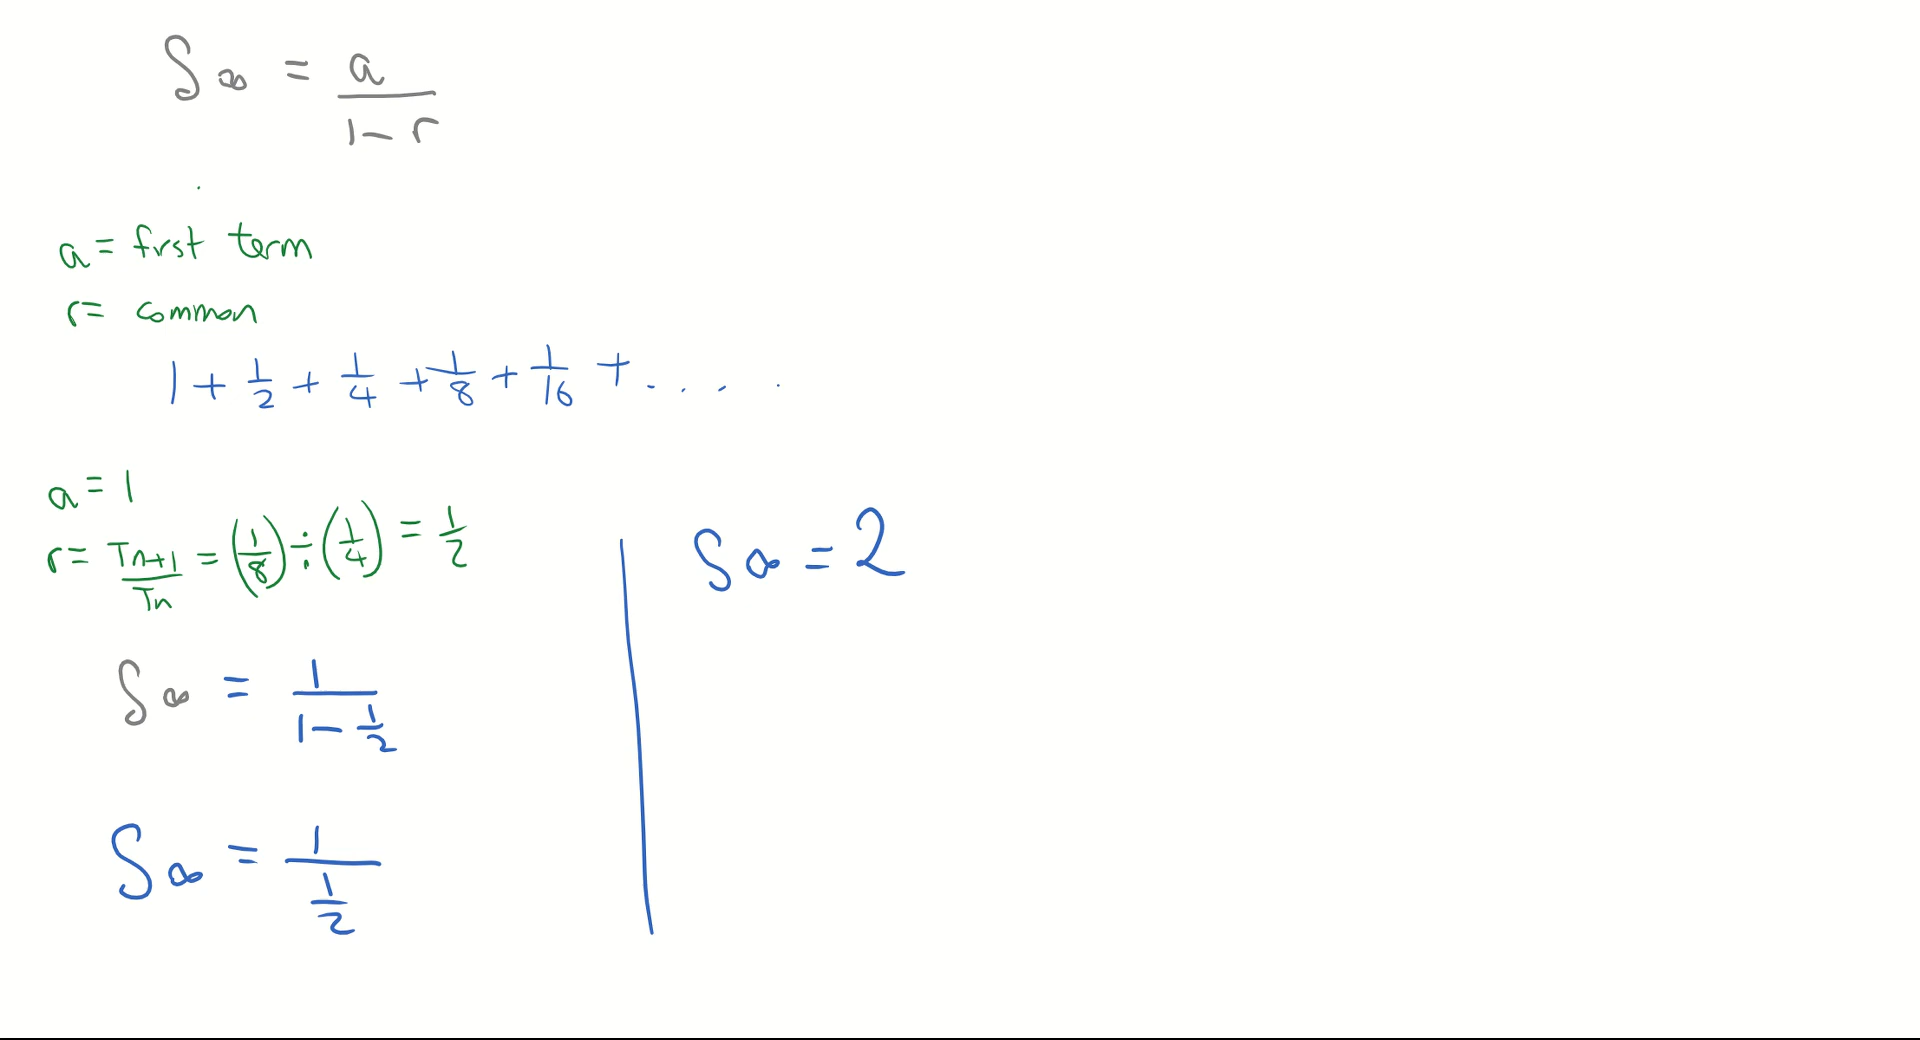 S∞ = a/(1-r)
a = first term
r = common
1 + 1/2 + 1/4 + 1/8 + 1/16 + . . . .
a = 1
r = Tn+1/Tn = (1/8) ÷ (1/4) = 1/2
S∞ = 1/(1 - 1/2)
S∞ = 1/(1/2)
S∞ = 2